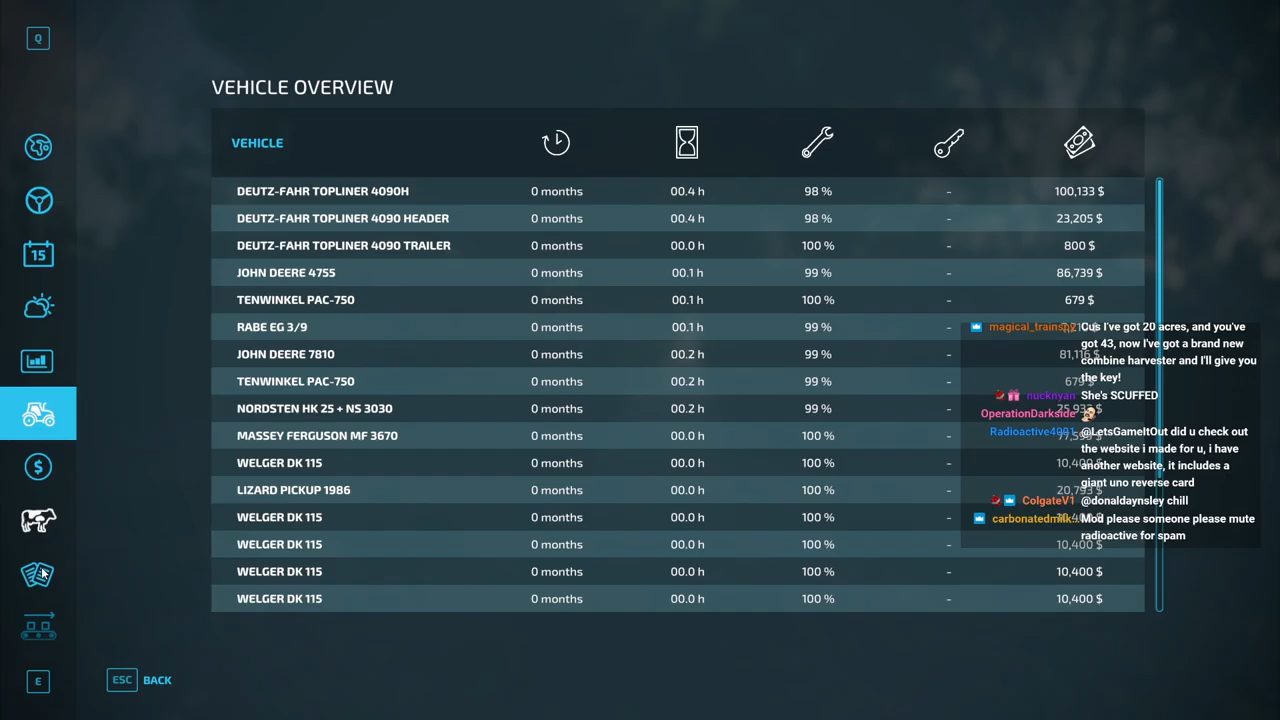 Q
VEHICLE OVERVIEW
VEHICLE
DEUTZ-FAHR TOPLINER 4090H 0 months 00.4 h 98 % - 100,133 $
DEUTZ-FAHR TOPLINER 4090 HEADER 0 months 00.4 h 98 % - 23,205 $
DEUTZ-FAHR TOPLINER 4090 TRAILER 0 months 00.0 h 100 % - 800 $
JOHN DEERE 4755 0 months 00.1 h 99 % - 86,739 $
TENWINKEL PAC-750 0 months 00.1 h 100 % - 679 $
RABE EG 3/9 0 months 00.1 h 99 % -
JOHN DEERE 7810 0 months 00.2 h 99 % - 81,116 $
TENWINKEL PAC-750 0 months 00.2 h 99 % - 679 $
NORDSTEN HK 25 + NS 3030 0 months 00.2 h 99 % -
MASSEY FERGUSON MF 3670 0 months 00.0 h 100 % -
WELGER DK 115 0 months 00.0 h 100 % - 10,400 $
LIZARD PICKUP 1986 0 months 00.0 h 100 % - 20,793 $
WELGER DK 115 0 months 00.0 h 100 % - 10,400 $
WELGER DK 115 0 months 00.0 h 100 % - 10,400 $
WELGER DK 115 0 months 00.0 h 100 % - 10,400 $
WELGER DK 115 0 months 00.0 h 100 % - 10,400 $
Cus I've got 20 acres, and you've
got 43, now I've got a brand new
combine harvester and I'll give you
the key!
nucknyan She's SCUFFED
OperationDarkside
Radioactive4001 @LetsGameItOut did u check out
the website i made for u, i have
another website, it includes a
giant uno reverse card
ColgateV1 @donaldaynsley chill
carbonatedmilk... Mod please someone please mute
radioactive for spam
15
$
E
ESC BACK